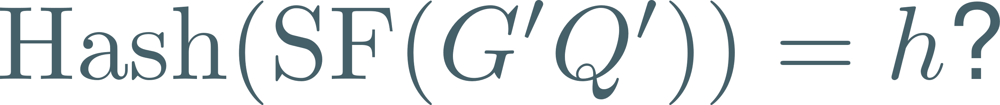 Hash(SF(G′Q′)) = h?